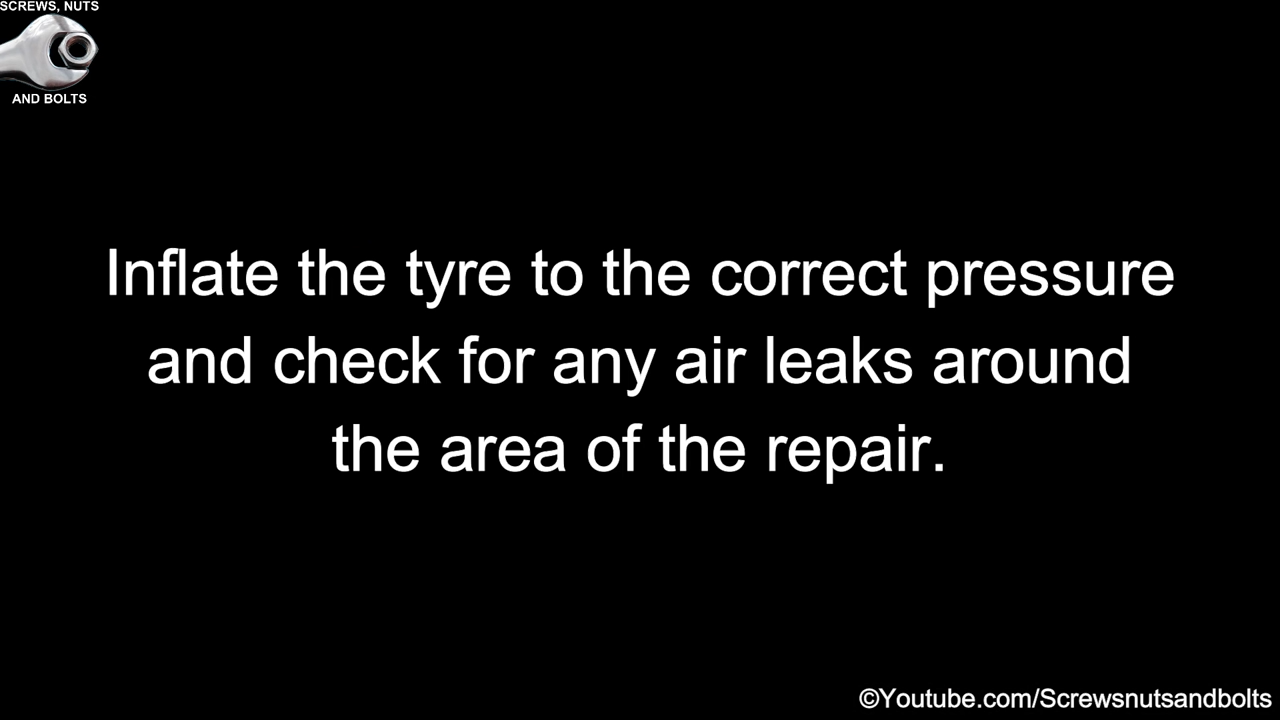 SCREWS, NUTS
AND BOLTS
Inflate the tyre to the correct pressure
and check for any air leaks around
the area of the repair.
©Youtube.com/Screwsnutsandbolts